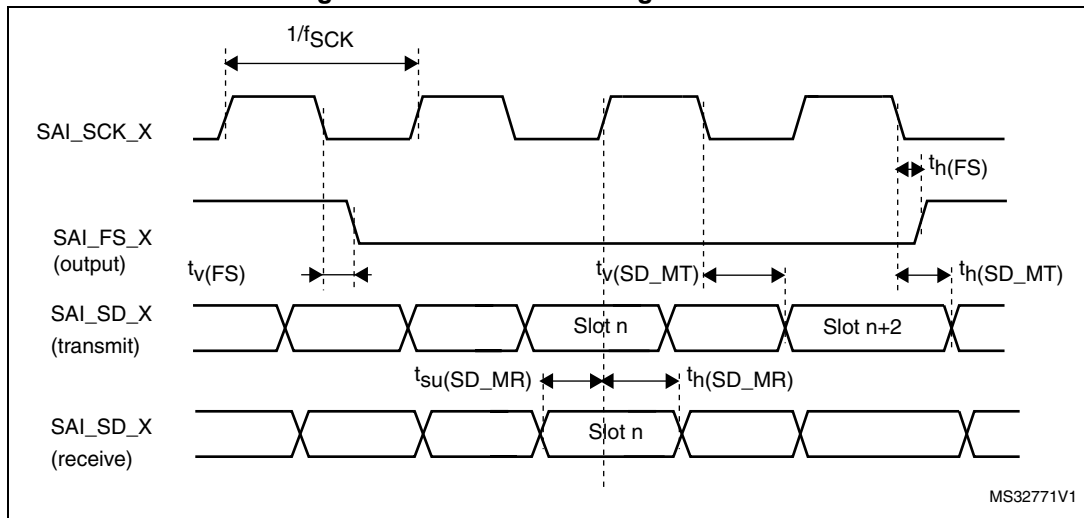 1/fSCK
SAI_SCK_X
th(FS)
SAI_FS_X
(output)
tv(FS)
tv(SD_MT)
th(SD_MT)
SAI_SD_X
(transmit)
Slot n
Slot n+2
tsu(SD_MR)
th(SD_MR)
SAI_SD_X
(receive)
Slot n
MS32771V1